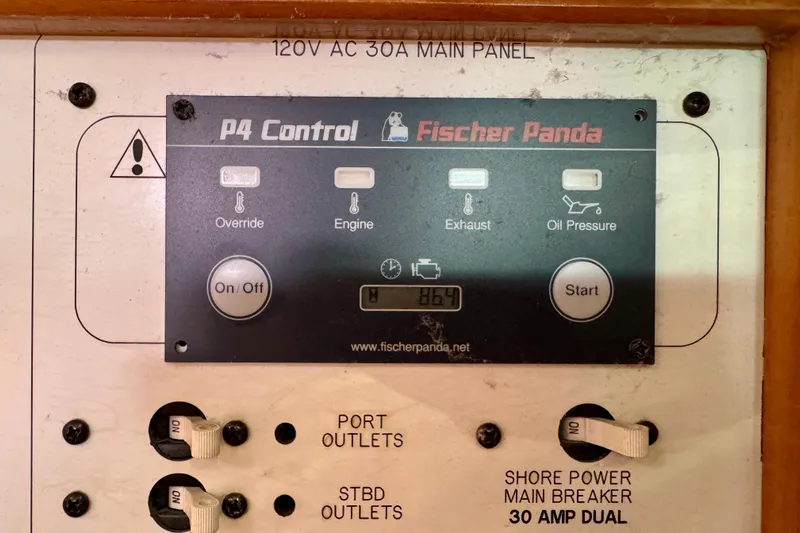 120V AC 30A MAIN PANEL
P4 Control Fischer Panda
Override Engine Exhaust Oil Pressure
On/Off
864
Start
www.fischerpanda.net
ON
PORT
OUTLETS
ON
ON
STBD
OUTLETS
SHORE POWER
MAIN BREAKER
30 AMP DUAL